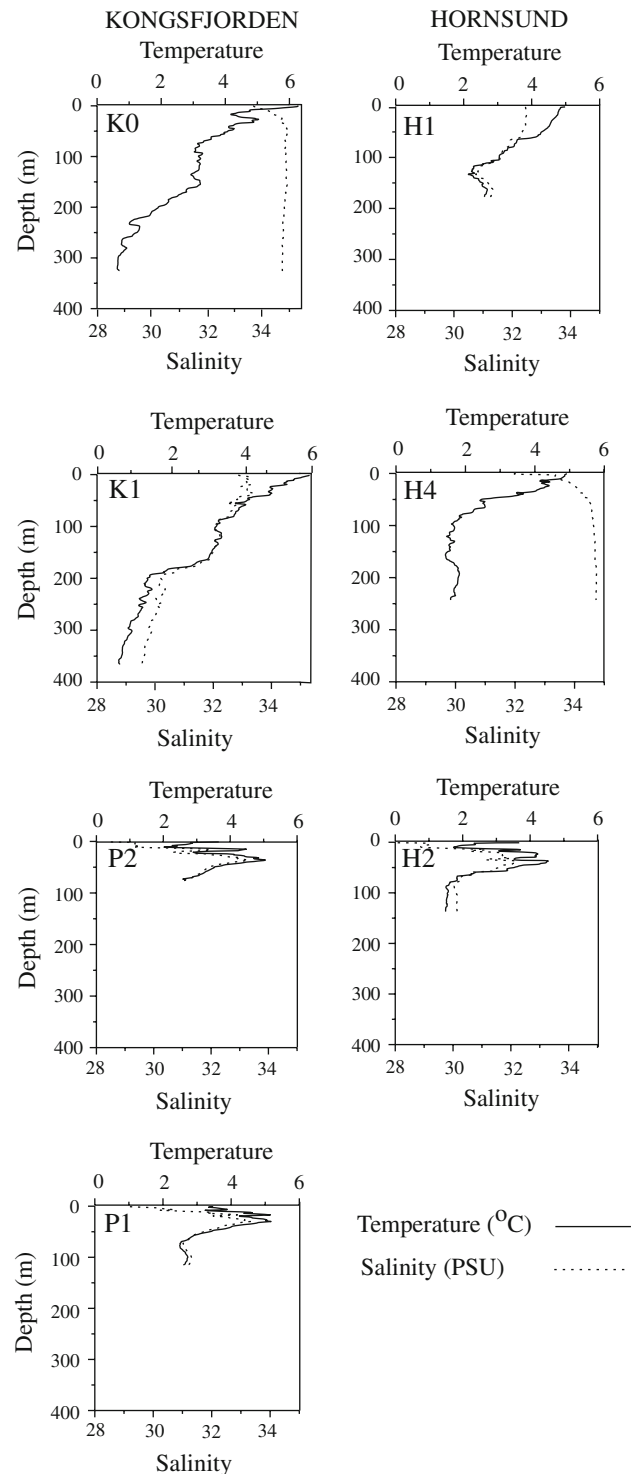 KONGSFJORDEN HORNSUND
Temperature Temperature
0 1 2 3 4 5 6 0 1 2 3 4 5 6
K0 H1
Depth (m)
0 100 200 300 400
0 100 200 300 400
28 30 32 34 28 30 32 34
Salinity Salinity
Temperature Temperature
0 2 4 6 0 2 4 6
K1 H4
Depth (m)
0 100 200 300 400
0 100 200 300 400
28 30 32 34 28 30 32 34
Salinity Salinity
Temperature Temperature
0 2 4 6 0 2 4 6
P2 H2
Depth (m)
0 100 200 300 400
0 100 200 300 400
28 30 32 34 28 30 32 34
Salinity Salinity
Temperature
0 2 4 6
P1
Depth (m)
0 100 200 300 400
28 30 32 34
Salinity
Temperature (°C)
Salinity (PSU)